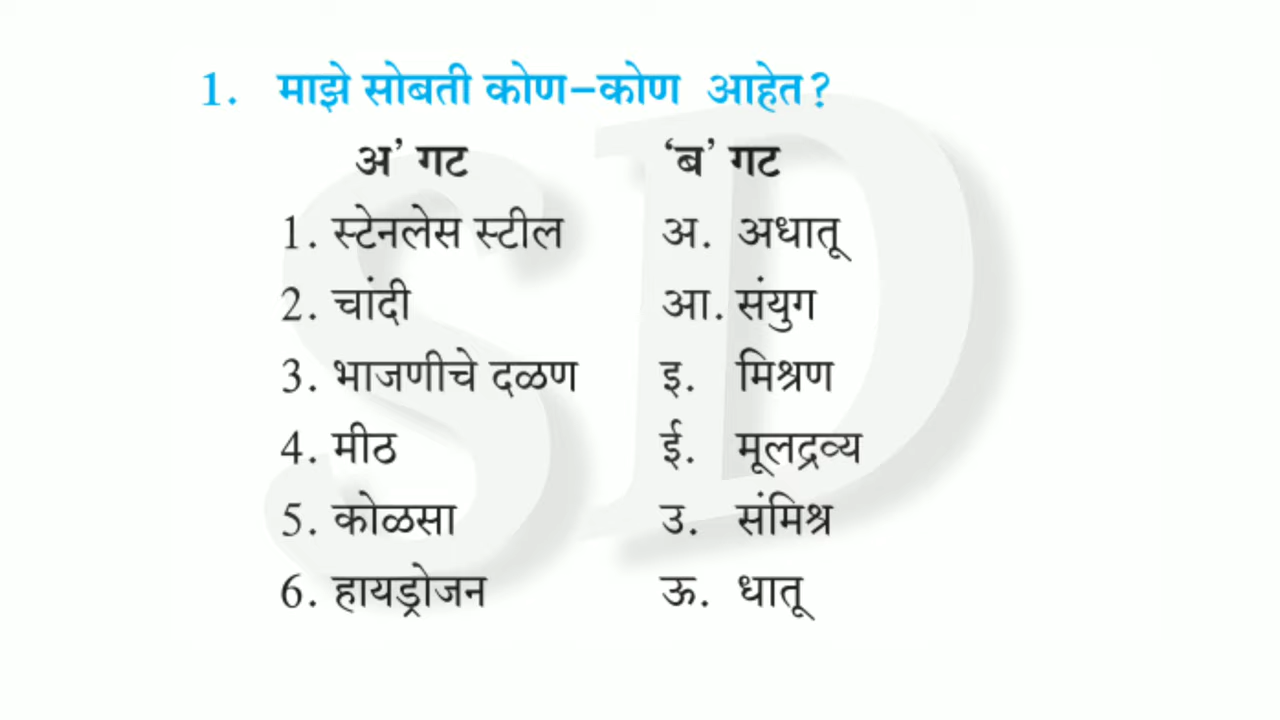 1. माझे सोबती कोण-कोण आहेत?
अ’ गट ‘ब’ गट
1. स्टेनलेस स्टील अ. अधातू
2. चांदी आ. संयुग
3. भाजणीचे दळण इ. मिश्रण
4. मीठ ई. मूलद्रव्य
5. कोळसा उ. संमिश्र
6. हायड्रोजन ऊ. धातू
SD